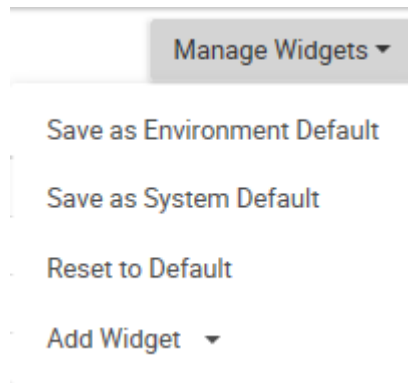 Manage Widgets
Save as Environment Default
Save as System Default
Reset to Default
Add Widget